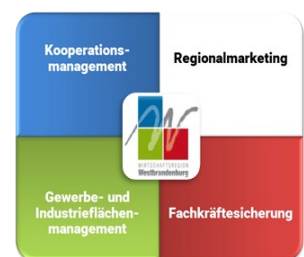 Kooperations-
management
Regionalmarketing
WIRTSCHAFTSREGION
Westbrandenburg
Gewerbe- und
Industrieflächen-
management
Fachkräftesicherung